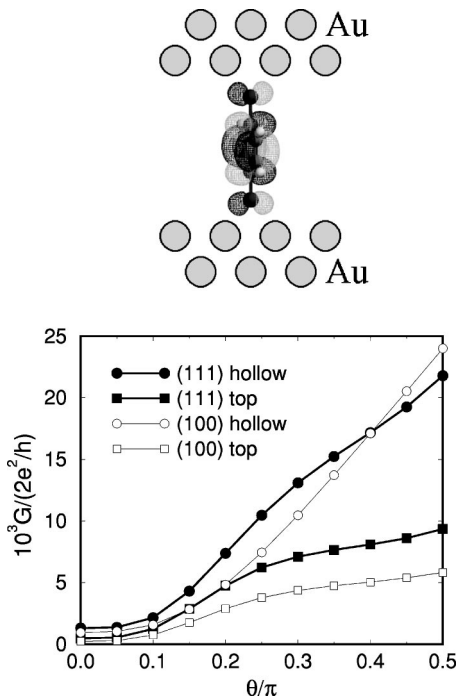 Au
Au
25
20
15
10
5
0
10³G/(2e²/h)
(111) hollow
(111) top
(100) hollow
(100) top
0.0 0.1 0.2 0.3 0.4 0.5
θ/π